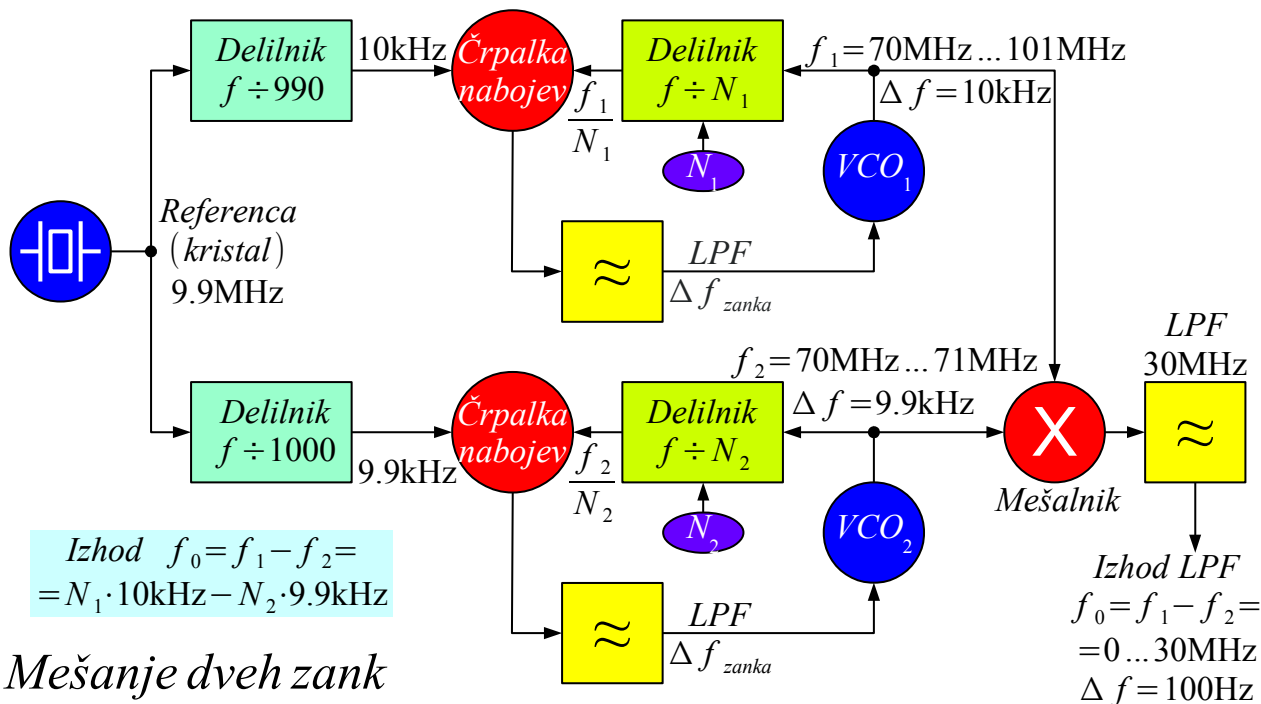 Delilnik
f ÷ 990
10kHz
Črpalka
nabojev
f₁
N₁
Delilnik
f ÷ N₁
N₁
f₁ = 70MHz ... 101MHz
Δ f = 10kHz
VCO₁
≈
LPF
Δ f zanka
Referenca
(kristal)
9.9MHz
Delilnik
f ÷ 1000
9.9kHz
Črpalka
nabojev
f₂
N₂
Delilnik
f ÷ N₂
N₂
f₂ = 70MHz ... 71MHz
Δ f = 9.9kHz
VCO₂
≈
LPF
Δ f zanka
X
Mešalnik
LPF
30MHz
≈
Izhod LPF
f₀ = f₁ − f₂ =
= 0 ... 30MHz
Δ f = 100Hz
Izhod f₀ = f₁ − f₂ =
= N₁·10kHz − N₂·9.9kHz
Mešanje dveh zank